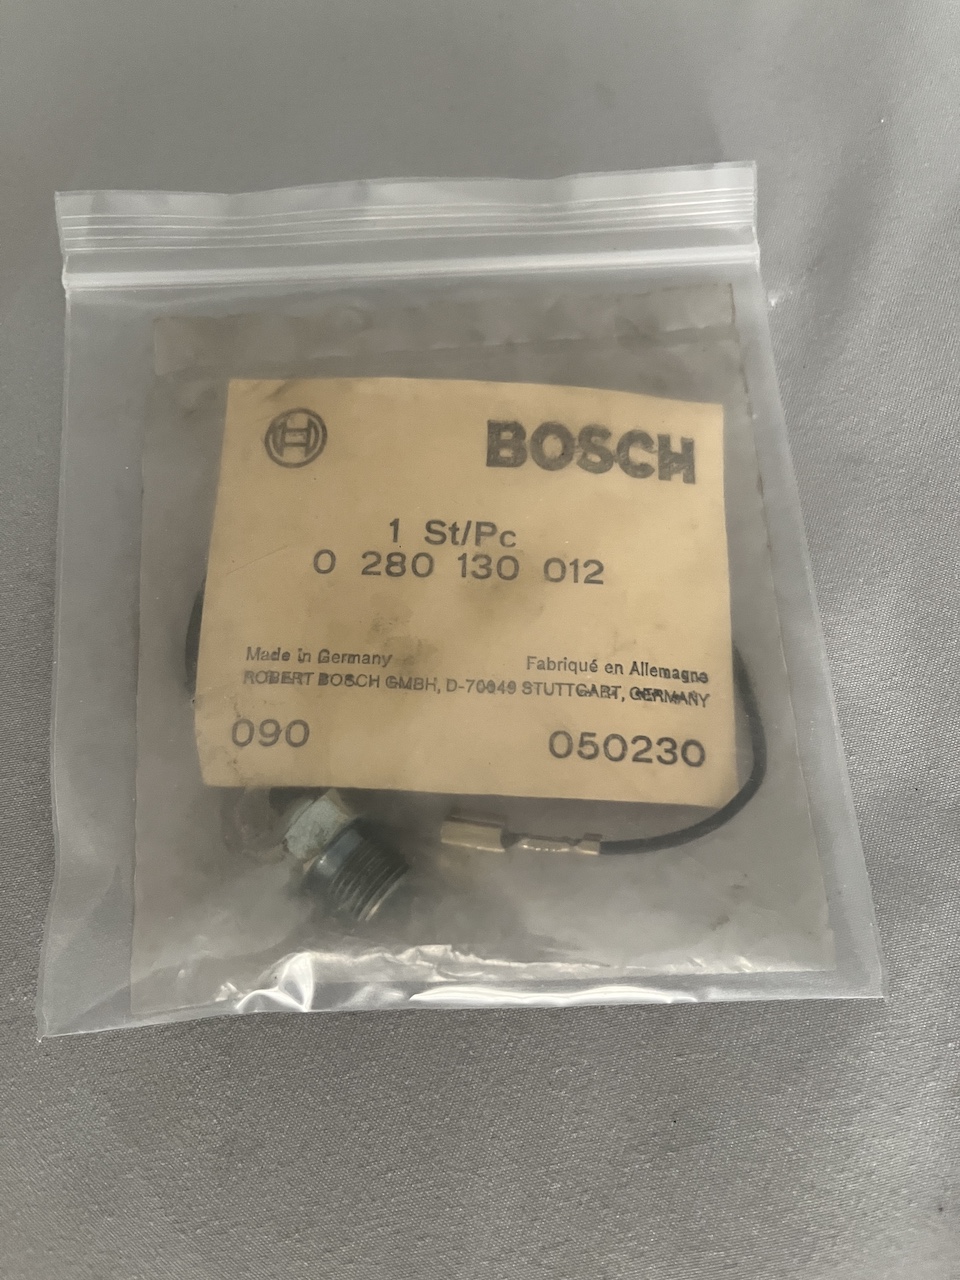 BOSCH
1 St/Pc
0 280 130 012
Made in Germany
Fabriqué en Allemagne
ROBERT BOSCH GMBH, D-70049 STUTTGART, GERMANY
090
050230